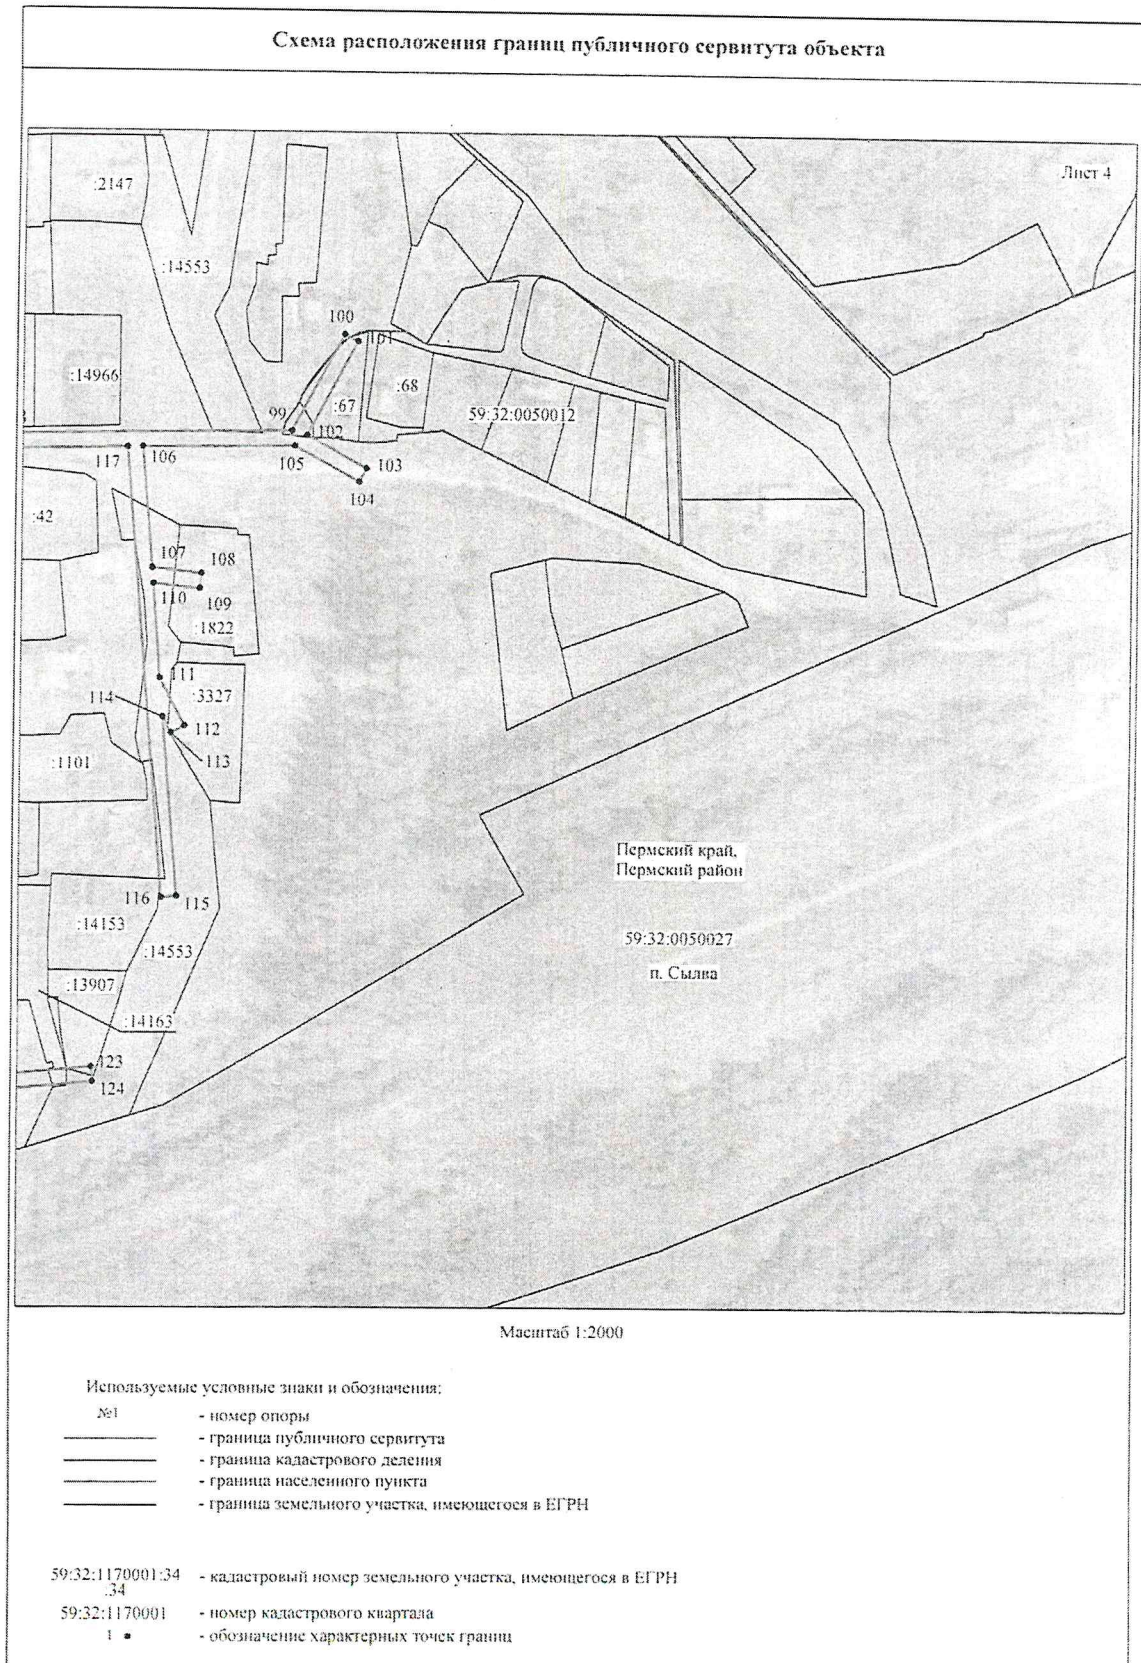 Схема расположения границ публичного сервитута объекта
Лист 4
:2147
:14553
100
101
:14966
:68
99
:67
59:32:0050012
102
117
106
105
103
104
:42
107
108
110
109
:1822
111
:3327
114
112
:1101
113
Пермский край,
Пермский район
116
115
:14153
:14553
59:32:0050027
п. Сылва
:13907
:14163
123
124
Масштаб 1:2000
Используемые условные знаки и обозначения:
№1 - номер опоры
- граница публичного сервитута
- граница кадастрового деления
- граница населенного пункта
- граница земельного участка, имеющегося в ЕГРН
59:32:1170001:34 - кадастровый номер земельного участка, имеющегося в ЕГРН
:34
59:32:1170001 - номер кадастрового квартала
1 - обозначение характерных точек границ